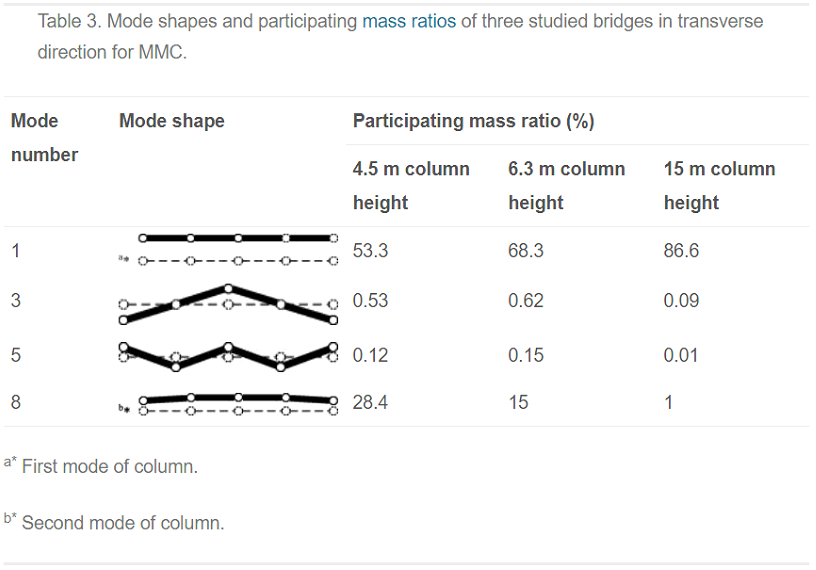 Table 3. Mode shapes and participating mass ratios of three studied bridges in transverse
direction for MMC.
Mode number
Mode shape
Participating mass ratio (%)
4.5 m column height
6.3 m column height
15 m column height
1 a* 53.3 68.3 86.6
3 0.53 0.62 0.09
5 0.12 0.15 0.01
8 b* 28.4 15 1
a* First mode of column.
b* Second mode of column.